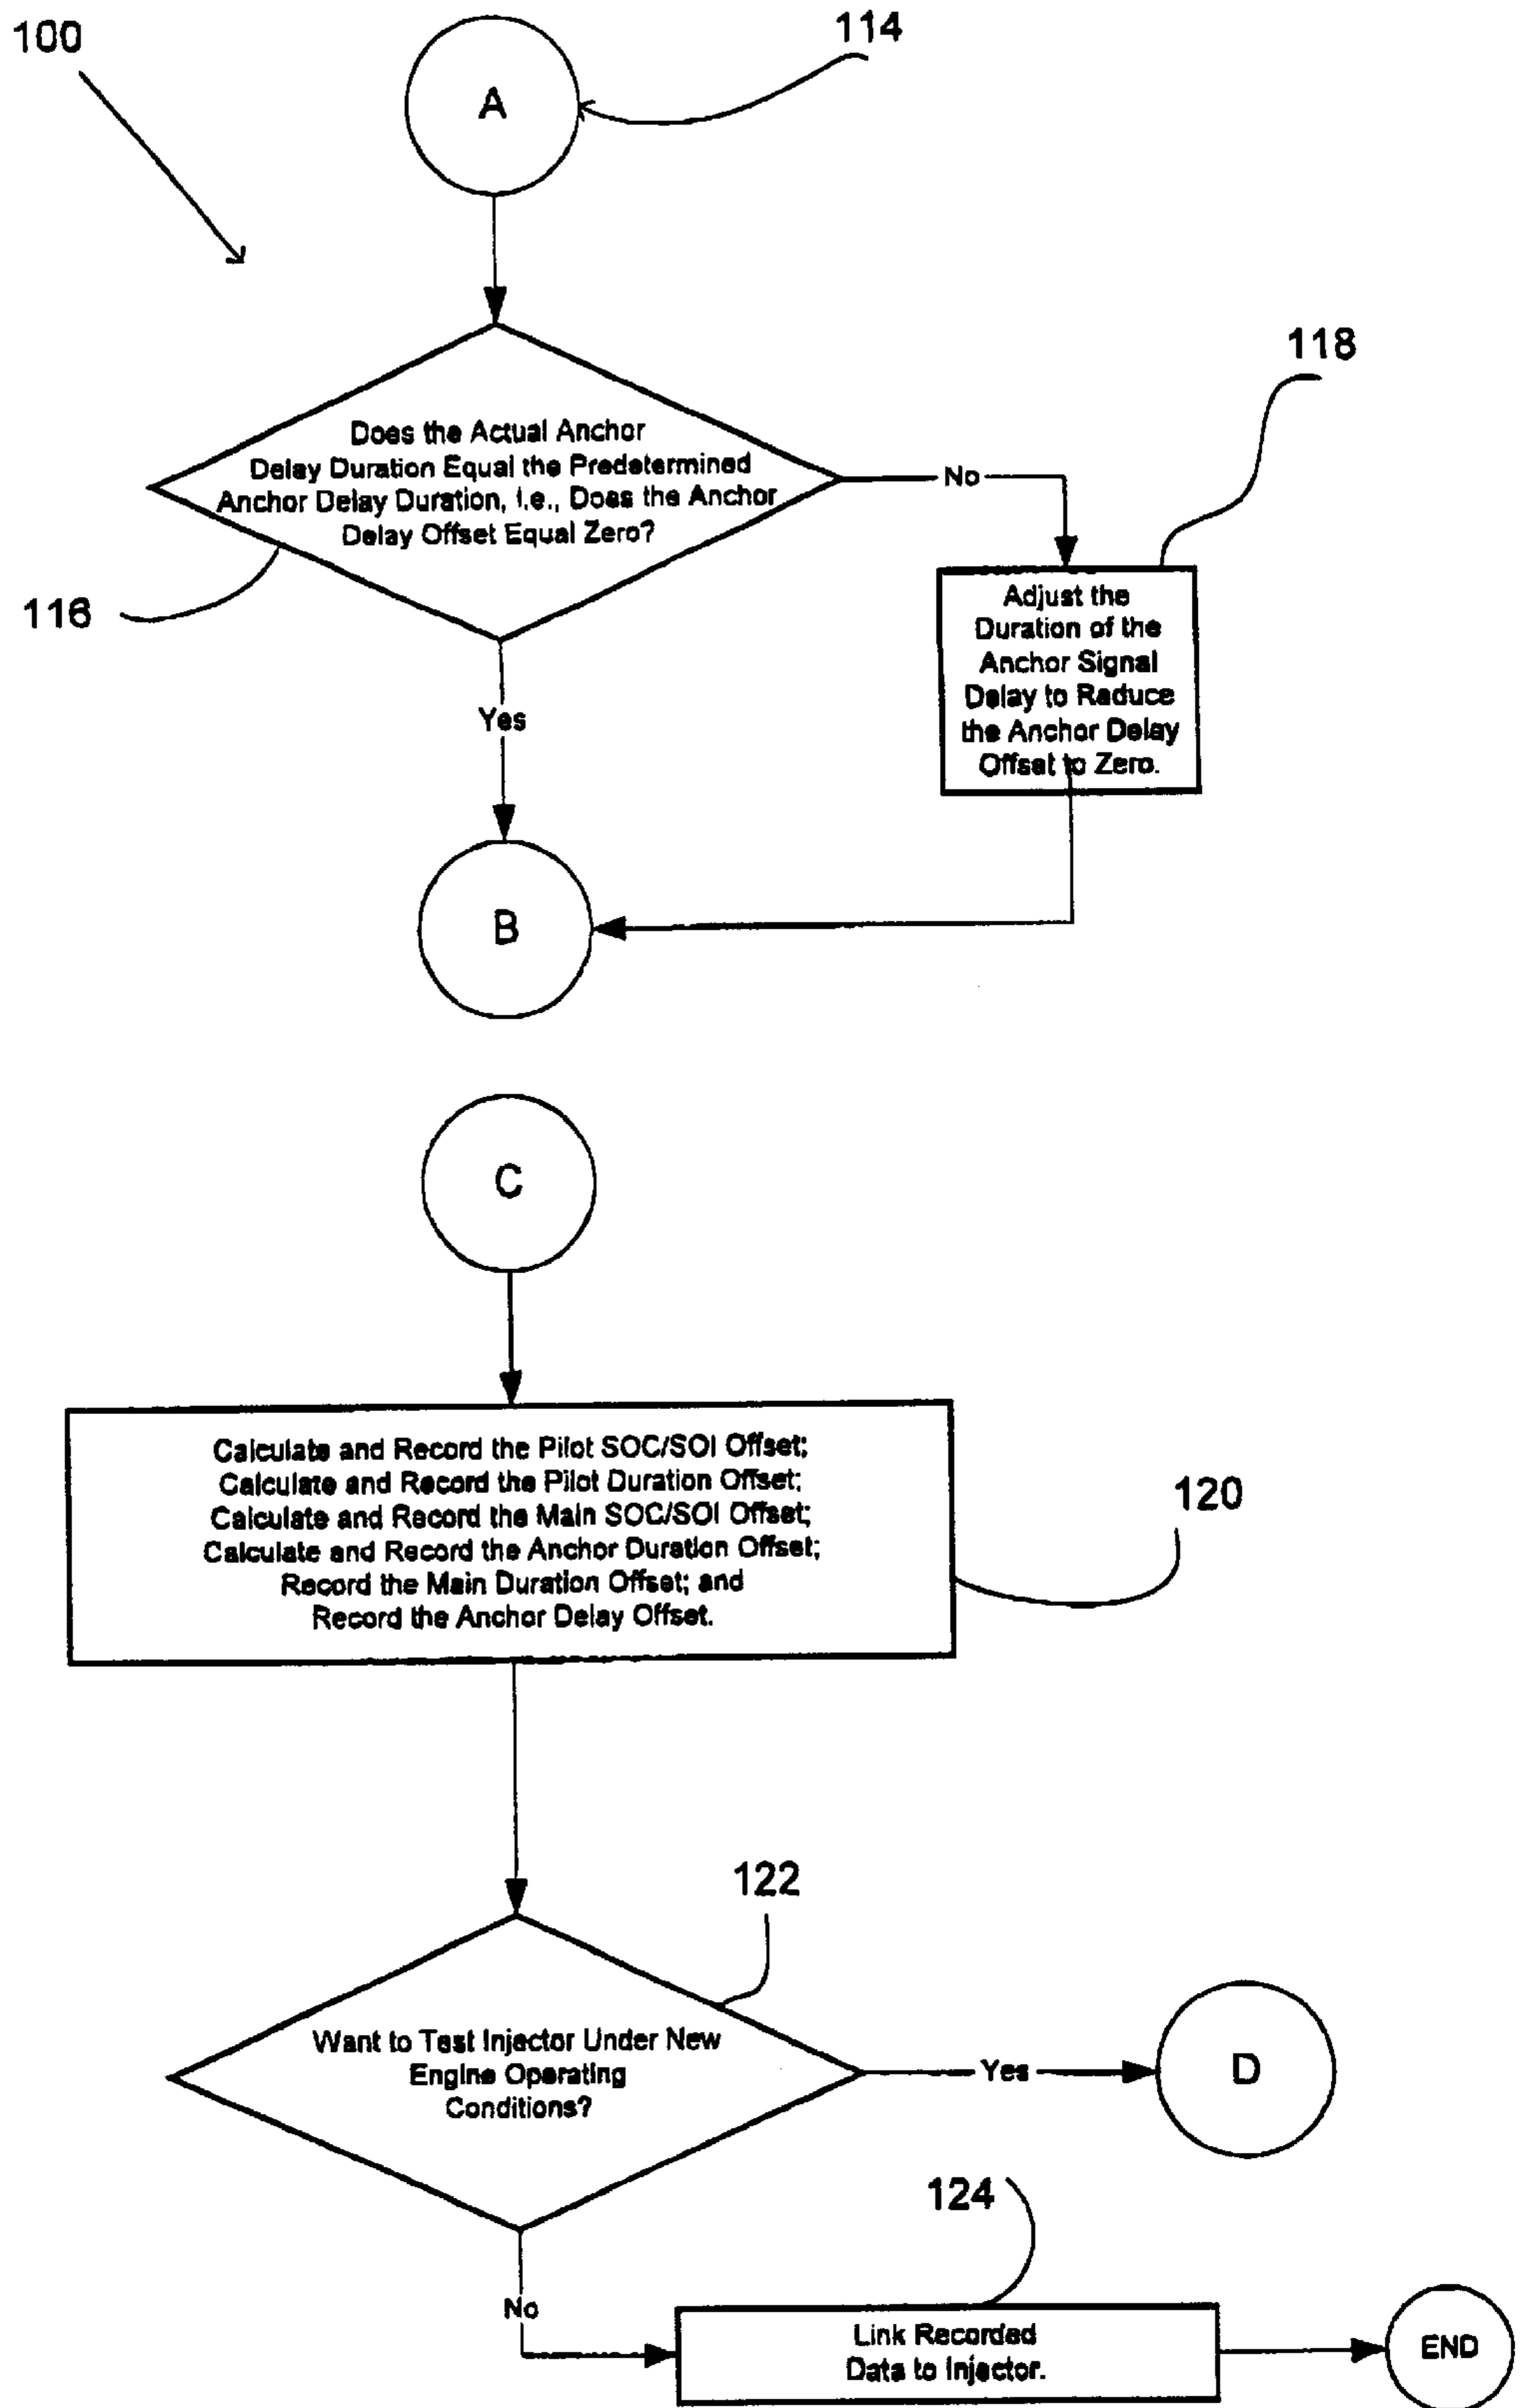 100
114
A
Does the Actual Anchor
Delay Duration Equal the Predetermined
Anchor Delay Duration, I.e., Does the Anchor
Delay Offset Equal Zero?
116
No
118
Adjust the
Duration of the
Anchor Signal
Delay to Reduce
the Anchor Delay
Offset to Zero.
Yes
B
C
Calculate and Record the Pilot SOC/SOI Offset;
Calculate and Record the Pilot Duration Offset;
Calculate and Record the Main SOC/SOI Offset;
Calculate and Record the Anchor Duration Offset;
Record the Main Duration Offset; and
Record the Anchor Delay Offset.
120
122
Want to Test Injector Under New
Engine Operating
Conditions?
Yes
D
124
No
Link Recorded
Data to Injector.
END